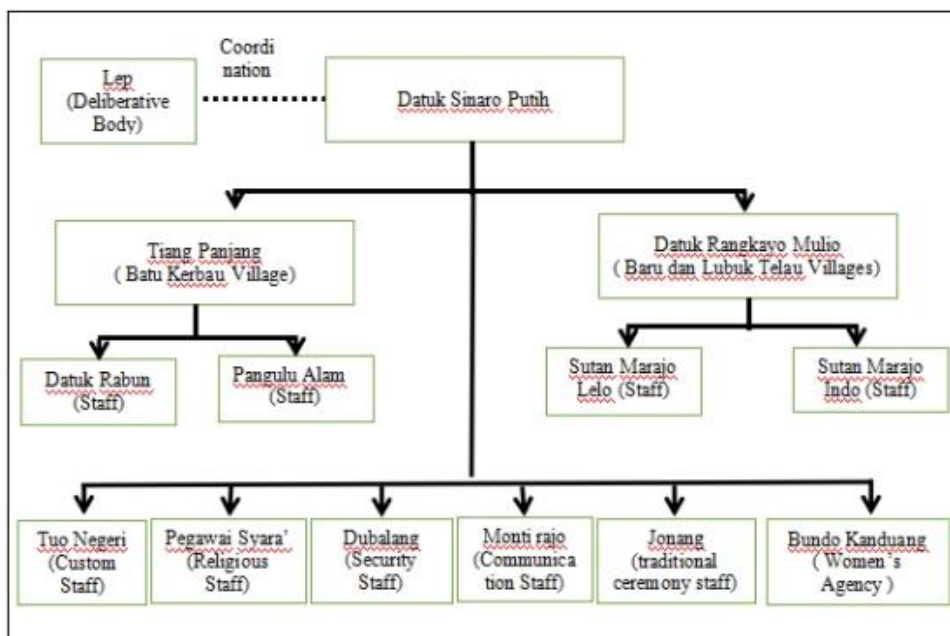 Coordi
nation
Lep
(Deliberative
Body)
Datuk Sinaro Putih
Tiang Panjang
( Batu Kerbau Village)
Datuk Rangkayo Mulio
( Baru dan Lubuk Telau Villages)
Datuk Rabun
(Staff)
Pangulu Alam
(Staff)
Sutan Marajo
Lelo (Staff)
Sutan Marajo
Indo (Staff)
Tuo Negeri
(Custom
Staff)
Pegawai Syara’
(Religious
Staff)
Dubalang
(Security
Staff)
Monti rajo
(Communica
tion Staff)
Jonang
(traditional
ceremony staff)
Bundo Kanduang
( Women’s
Agency )